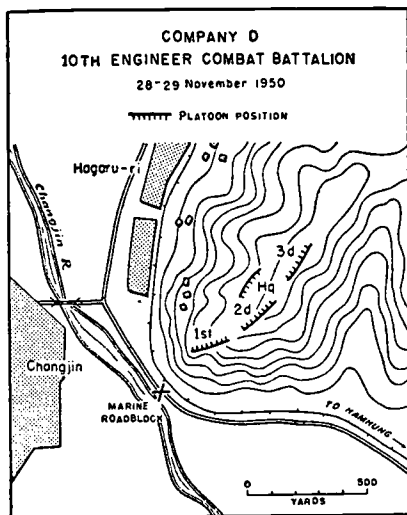 COMPANY D
10TH ENGINEER COMBAT BATTALION
28-29 November 1950
PLATOON POSITION
Hagaru-ri
Changjin R.
3d
Hq
2d
1st
Changjin
MARINE
ROADBLOCK
TO HAMHUNG
0 500
YARDS